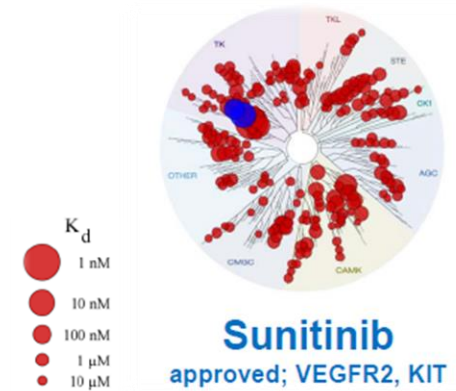 TKL
TK
STE
CK1
AGC
OTHER
CMGC
CAMK
Kd
1 nM
10 nM
100 nM
1 µM
10 µM
Sunitinib
approved; VEGFR2, KIT